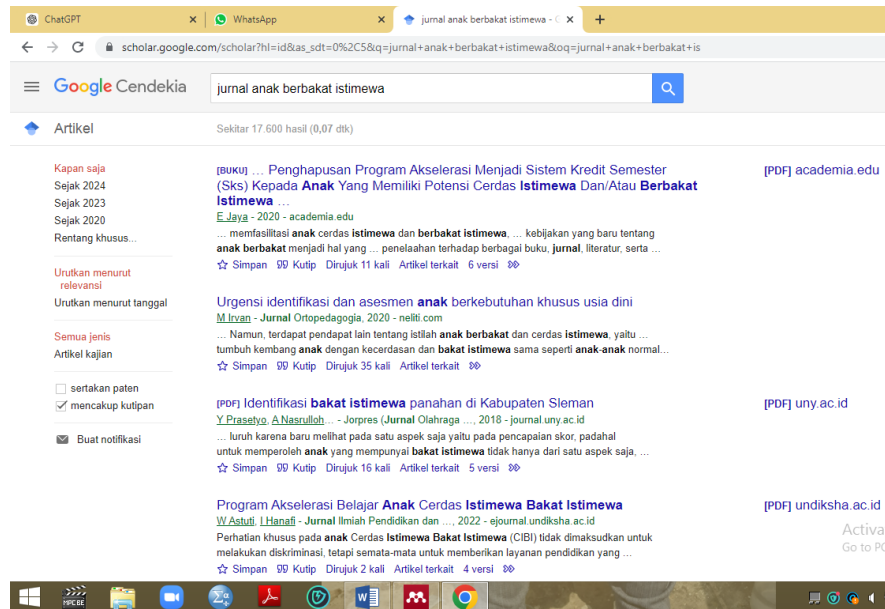 ChatGPT
WhatsApp
jurnal anak berbakat istimewa -
scholar.google.com/scholar?hl=id&as_sdt=0%2C5&q=jurnal+anak+berbakat+istimewa&oq=jurnal+anak+berbakat+is
Google Cendekia
jurnal anak berbakat istimewa
Artikel
Sekitar 17.600 hasil (0,07 dtk)
Kapan saja
Sejak 2024
Sejak 2023
Sejak 2020
Rentang khusus...
Urutkan menurut
relevansi
Urutkan menurut tanggal
Semua jenis
Artikel kajian
sertakan paten
mencakup kutipan
Buat notifikasi
[BUKU] … Penghapusan Program Akselerasi Menjadi Sistem Kredit Semester
(Sks) Kepada Anak Yang Memiliki Potensi Cerdas Istimewa Dan/Atau Berbakat
Istimewa …
E Jaya - 2020 - academia.edu
… memfasilitasi anak cerdas istimewa dan berbakat istimewa, … kebijakan yang baru tentang
anak berbakat menjadi hal yang … penelaahan terhadap berbagai buku, jurnal, literatur, serta …
Simpan Kutip Dirujuk 11 kali Artikel terkait 6 versi
[PDF] academia.edu
Urgensi identifikasi dan asesmen anak berkebutuhan khusus usia dini
M Irvan - Jurnal Ortopedagogia, 2020 - neliti.com
… Namun, terdapat pendapat lain tentang istilah anak berbakat dan cerdas istimewa, yaitu …
tumbuh kembang anak dengan kecerdasan dan bakat istimewa sama seperti anak-anak normal...
Simpan Kutip Dirujuk 35 kali Artikel terkait
[PDF] Identifikasi bakat istimewa panahan di Kabupaten Sleman
Y Prasetyo, A Nasrulloh… - Jorpres (Jurnal Olahraga …, 2018 - journal.uny.ac.id
… luruh karena baru melihat pada satu aspek saja yaitu pada pencapaian skor, padahal
untuk memperoleh anak yang mempunyai bakat istimewa tidak hanya dari satu aspek saja, …
Simpan Kutip Dirujuk 16 kali Artikel terkait 5 versi
[PDF] uny.ac.id
Program Akselerasi Belajar Anak Cerdas Istimewa Bakat Istimewa
W Astuti, I Hanafi - Jurnal Ilmiah Pendidikan dan …, 2022 - ejournal.undiksha.ac.id
Perhatian khusus pada anak Cerdas Istimewa Bakat Istimewa (CIBI) tidak dimaksudkan untuk
melakukan diskriminasi, tetapi semata-mata untuk memberikan layanan pendidikan yang …
Simpan Kutip Dirujuk 2 kali Artikel terkait 4 versi
[PDF] undiksha.ac.id
Activa
Go to PC
MPC BE